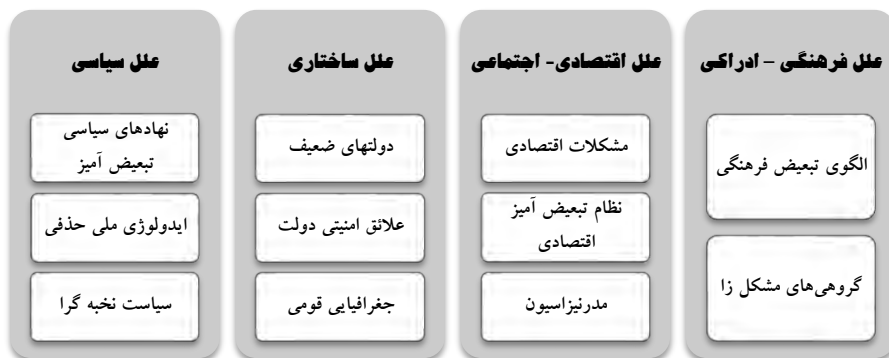 علل فرهنگی – ادراکی
الگوی تبعیض فرهنگی
گروهی‌های مشکل زا
علل اقتصادی- اجتماعی
مشکلات اقتصادی
نظام تبعیض آمیز
اقتصادی
مدرنیزاسیون
علل ساختاری
دولتهای ضعیف
علائق امنیتی دولت
جغرافیایی قومی
علل سیاسی
نهادهای سیاسی
تبعیض آمیز
ایدولوژی ملی حذفی
سیاست نخبه گرا